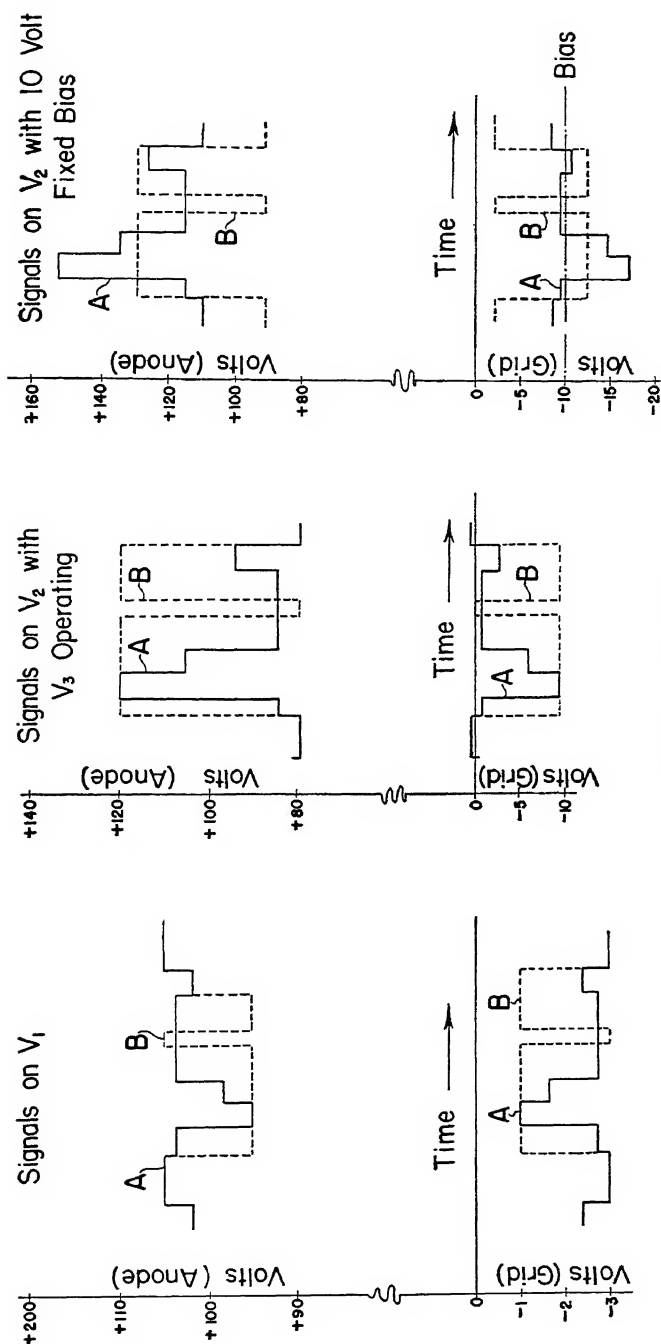 Signals on V₁
+200
+110
+100
+90
Volts (Anode)
A
B
0
-1
-2
-3
Volts (Grid)
Time
A
B
Signals on V₂ with
V₃ Operating
+140
+120
+100
+80
Volts (Anode)
A
B
0
-5
-10
Volts (Grid)
Time
A
B
Signals on V₂ with 10 Volt
Fixed Bias
+160
+140
+120
+100
+80
Volts (Anode)
A
B
0
-5
-10
-15
-20
Volts (Grid)
Time
A
B
Bias